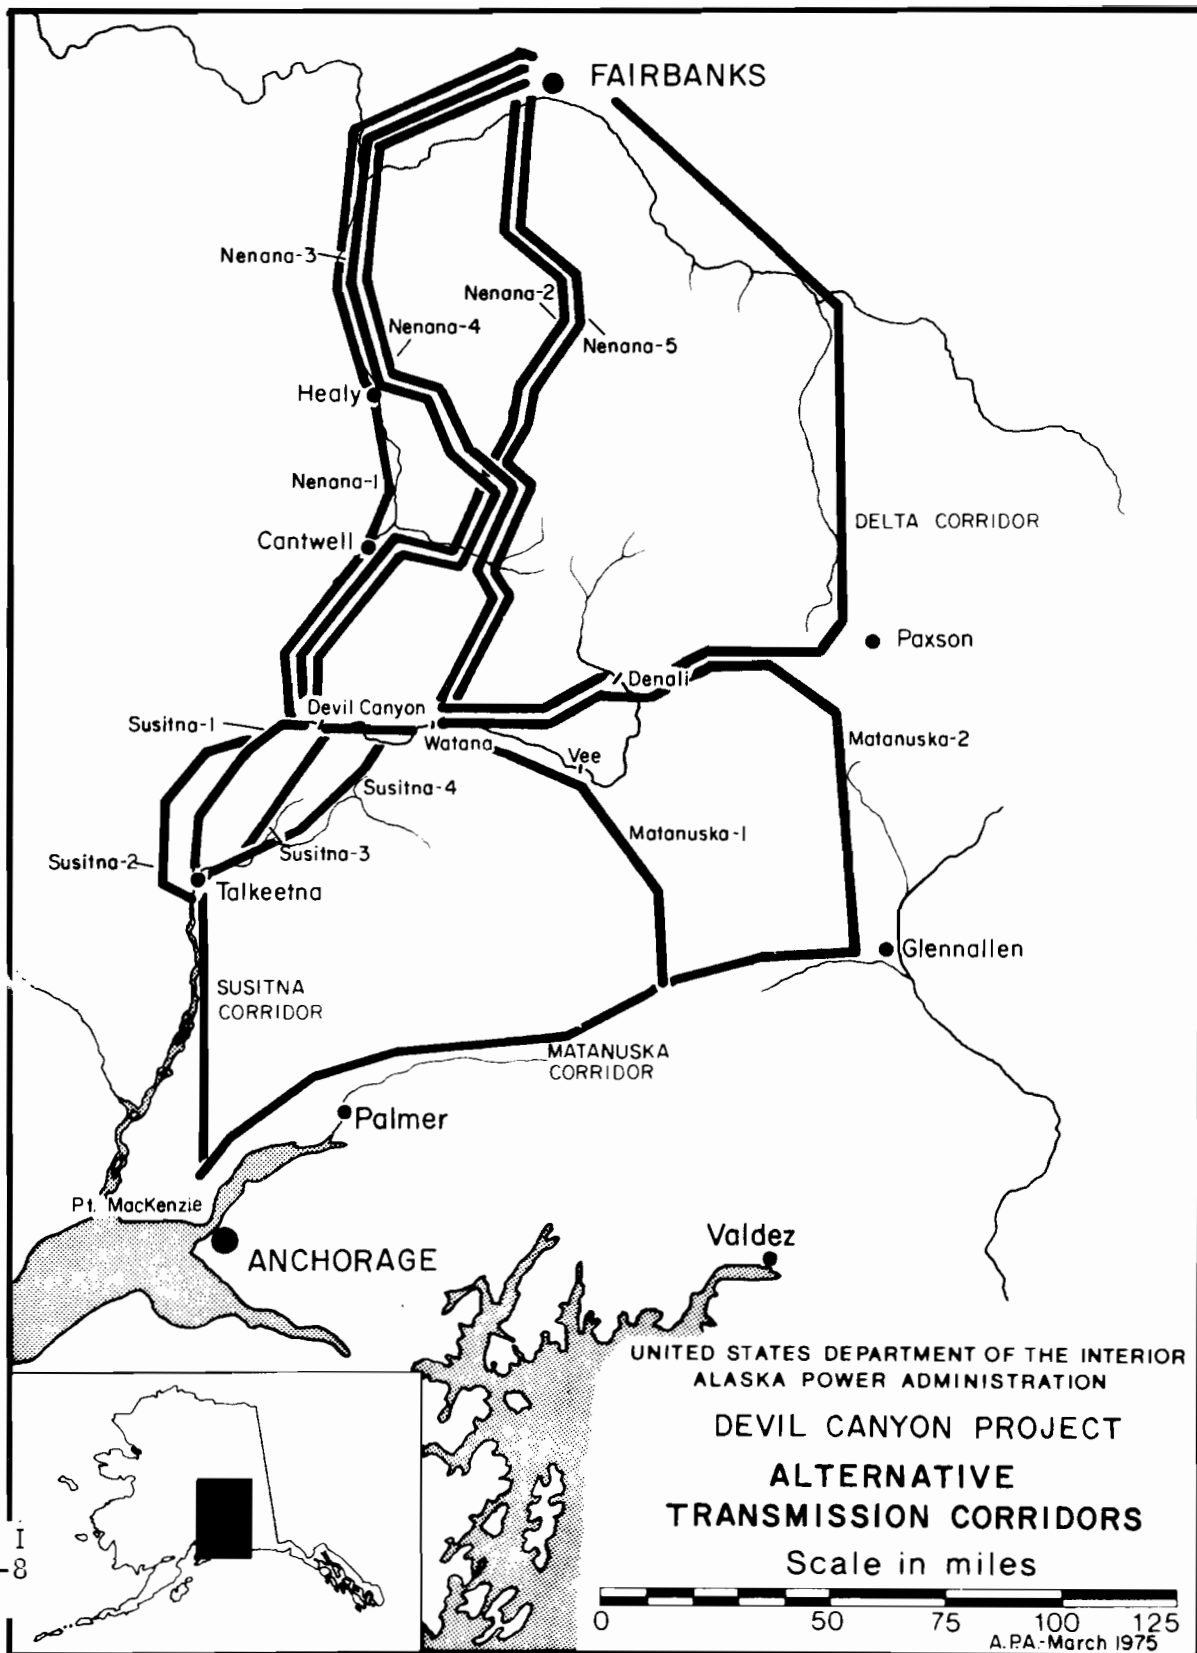 FAIRBANKS
Nenana-3
Nenana-2
Nenana-4
Nenana-5
Healy
Nenana-1
DELTA CORRIDOR
Cantwell
Paxson
Denali
Devil Canyon
Susitna-1
Watana
Matanuska-2
Vee
Susitna-4
Matanuska-1
Susitna-3
Susitna-2
Talkeetna
Glennallen
SUSITNA
CORRIDOR
MATANUSKA
CORRIDOR
Palmer
Pt. MacKenzie
Valdez
ANCHORAGE
UNITED STATES DEPARTMENT OF THE INTERIOR
ALASKA POWER ADMINISTRATION
DEVIL CANYON PROJECT
ALTERNATIVE
TRANSMISSION CORRIDORS
Scale in miles
0 50 75 100 125
A.P.A.-March 1975
I
-8